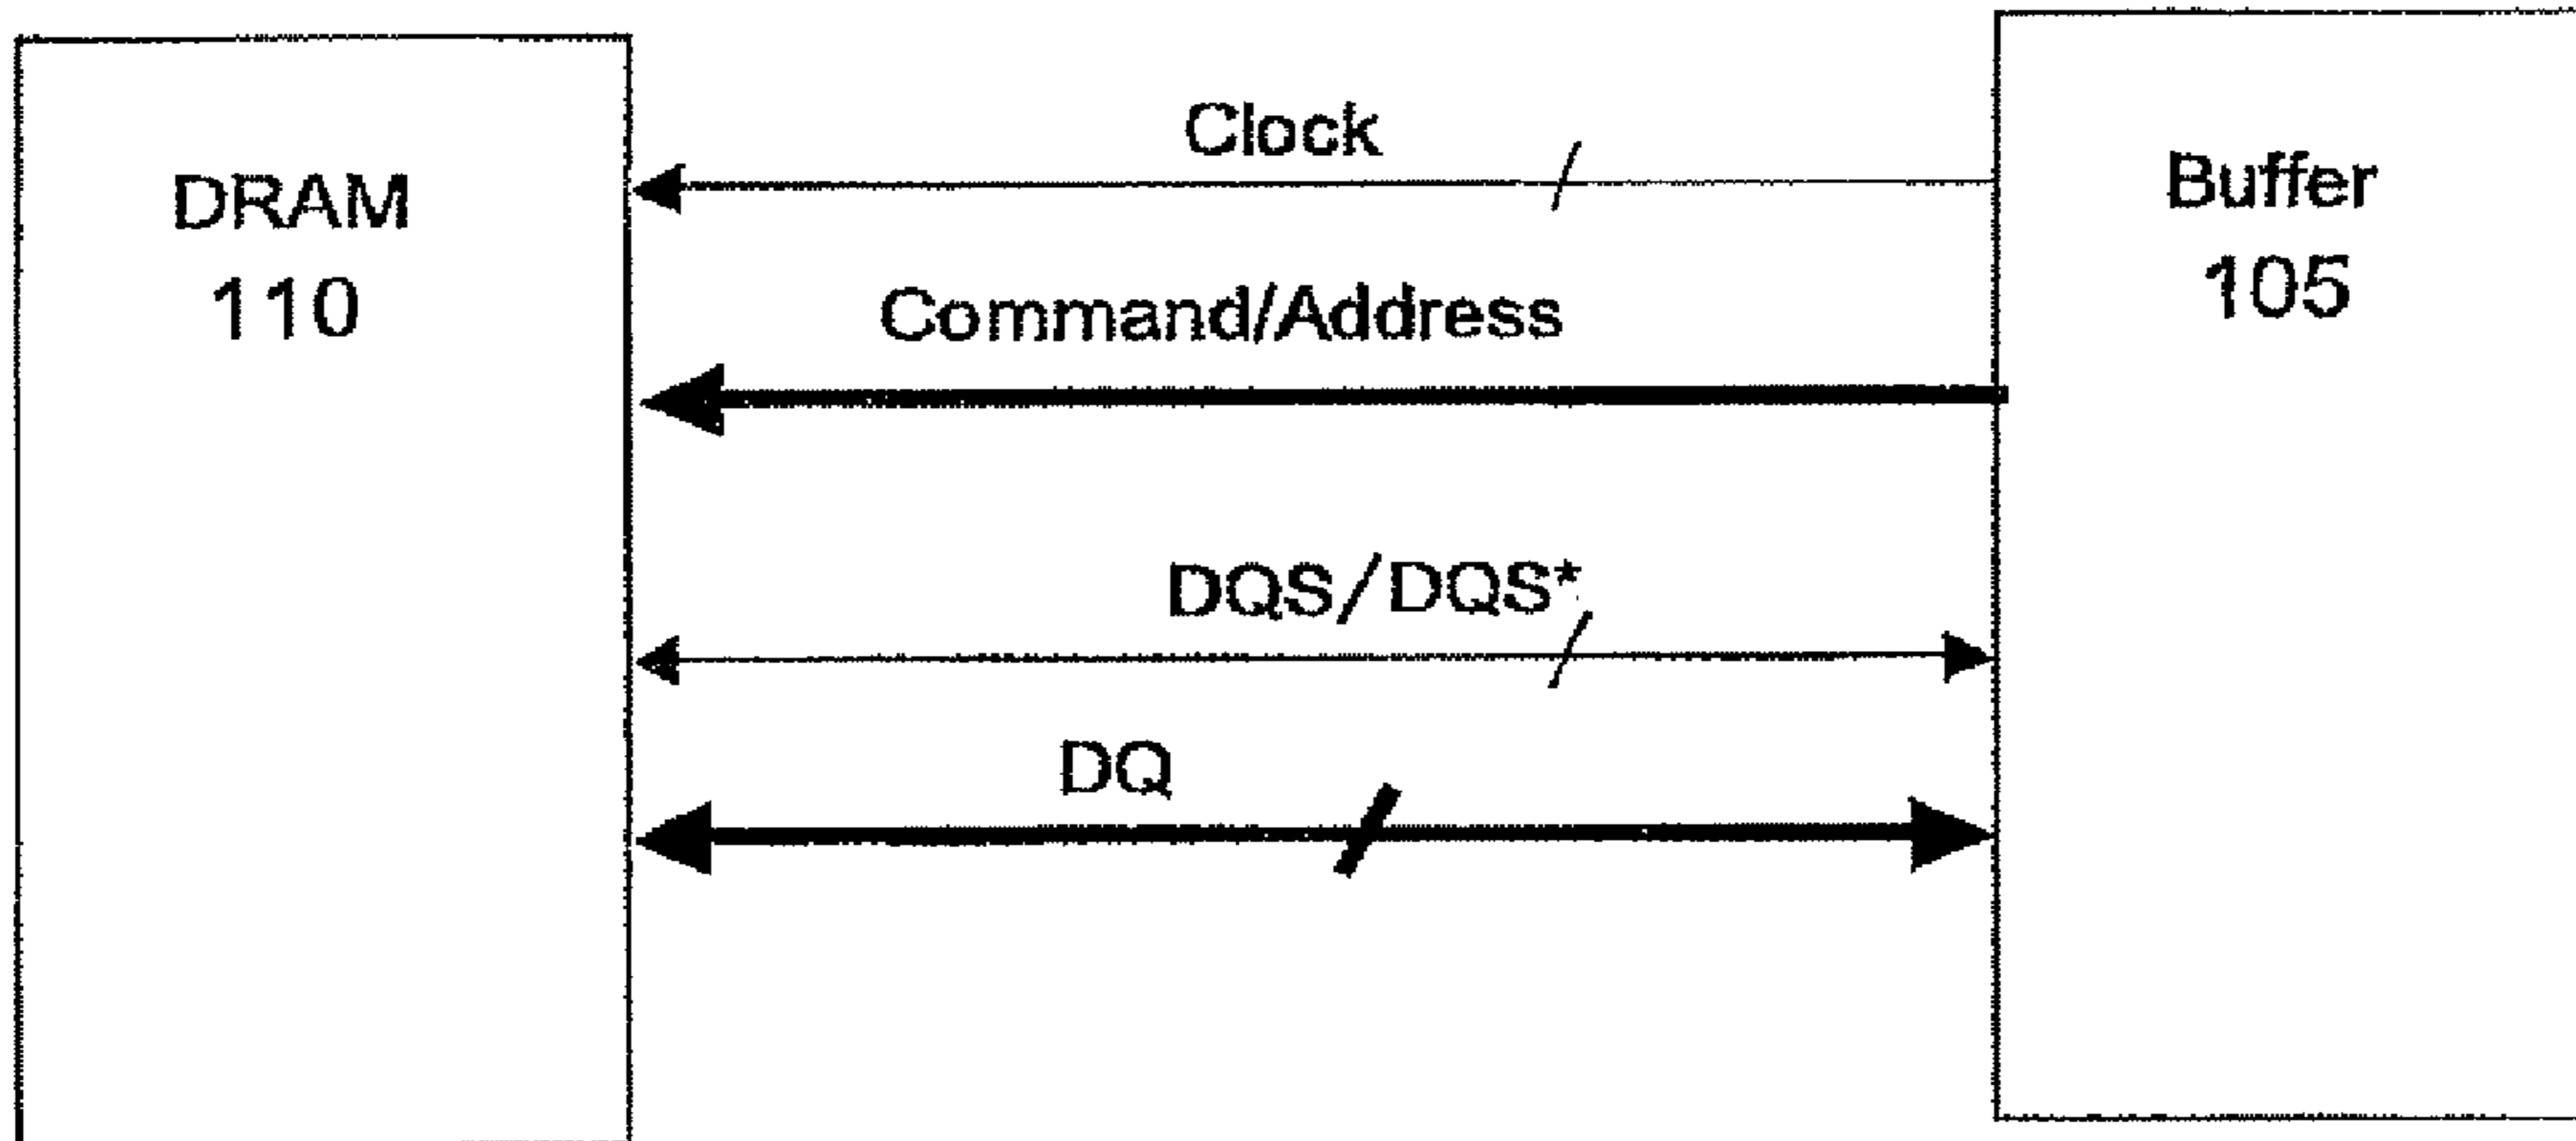 DRAM
110
Clock
Command/Address
DQS/DQS*
DQ
Buffer
105